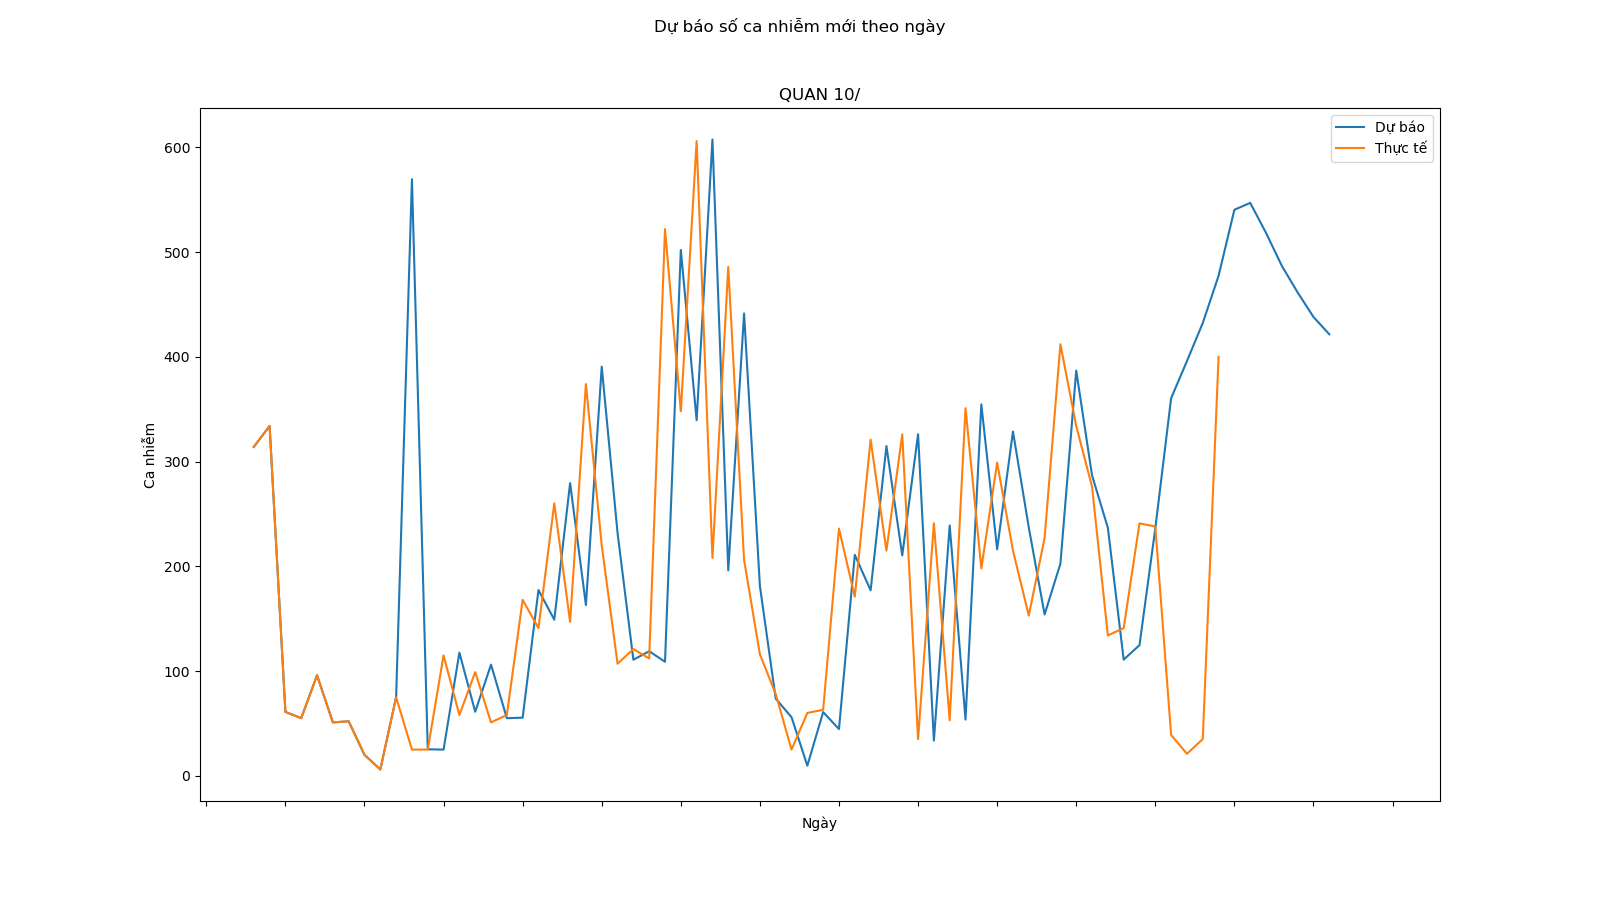 Dự báo số ca nhiễm mới theo ngày
QUAN 10/
Dự báo
Thực tế
600
500
400
300
200
100
0
Ca nhiễm
Ngày